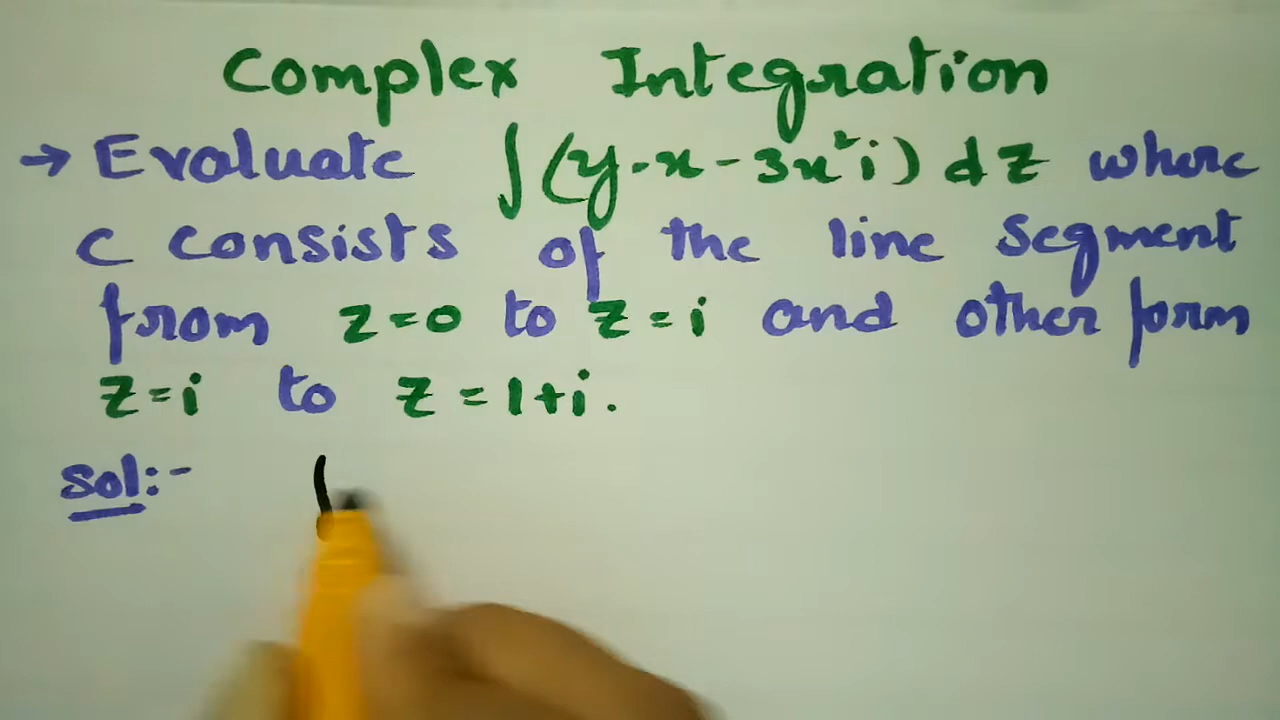 Complex Integration
→ Evaluate ∫(y-x-3x²i) dz where
C consists of the line segment
from z=0 to z=i and other form
z=i to z=1+i.
Sol:-